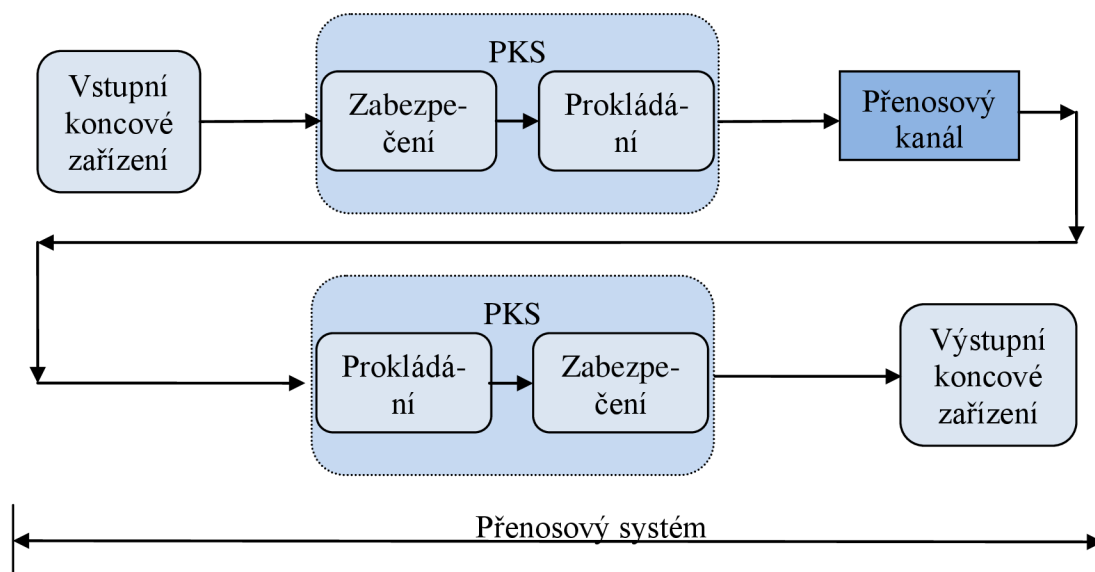 PKS
Vstupní
koncové
zařízení
Zabezpe-
čení
Prokládá-
ní
Přenosový
kanál
PKS
Prokládá-
ní
Zabezpe-
čení
Výstupní
koncové
zařízení
Přenosový systém